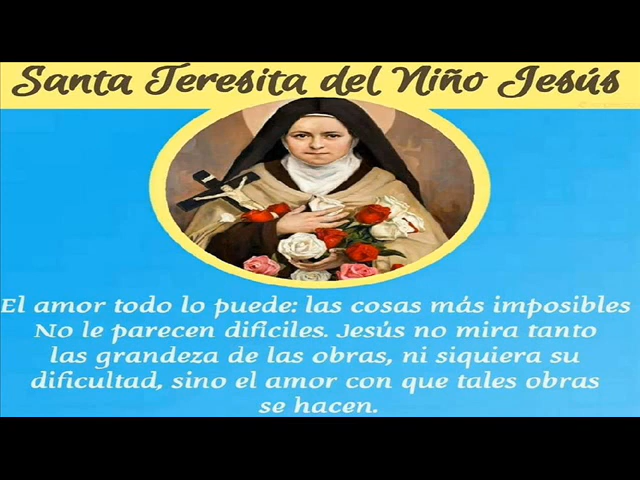 Santa Teresita del Niño Jesús
El amor todo lo puede: las cosas más imposibles
No le parecen dificiles. Jesús no mira tanto
las grandeza de las obras, ni siquiera su
dificultad, sino el amor con que tales obras
se hacen.